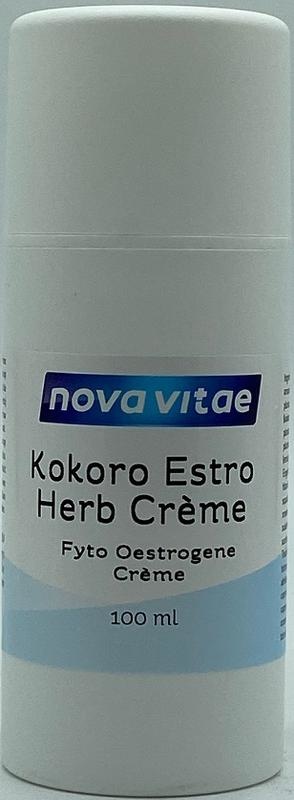 nova vitae
Kokoro Estro
Herb Crème
Fyto Oestrogene
Crème
100 ml